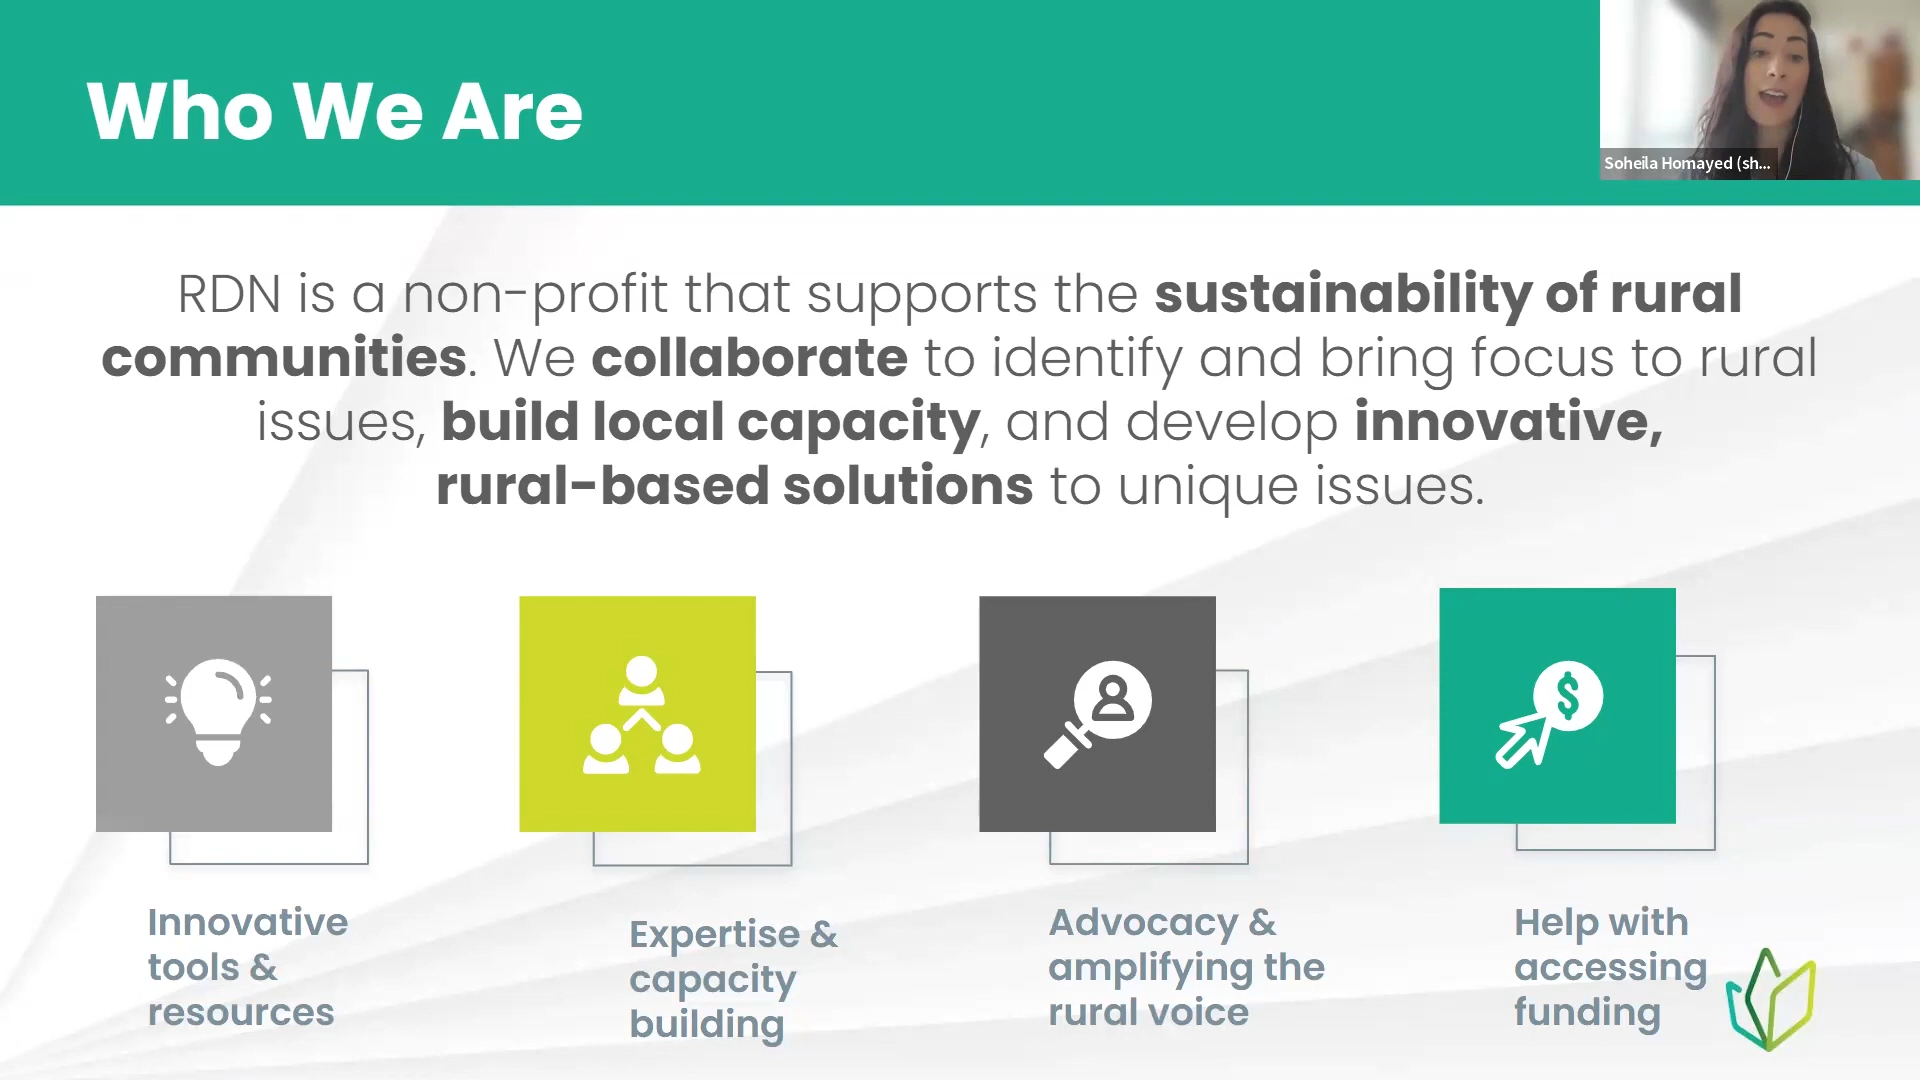 Who We Are
Soheila Homayed (sh...
RDN is a non-profit that supports the sustainability of rural
communities. We collaborate to identify and bring focus to rural
issues, build local capacity, and develop innovative,
rural-based solutions to unique issues.
Innovative
tools &
resources
Expertise &
capacity
building
Advocacy &
amplifying the
rural voice
Help with
accessing
funding